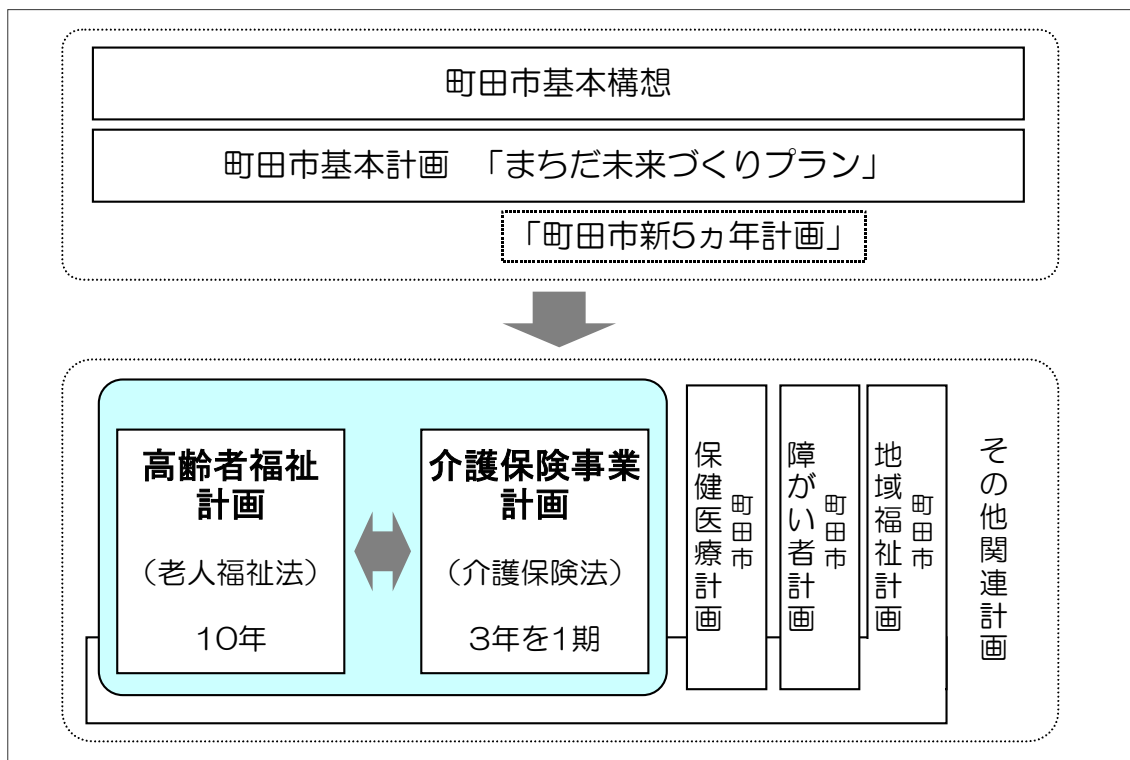 町田市基本構想
町田市基本計画 「まちだ未来づくりプラン」
「町田市新5ヵ年計画」
高齢者福祉
計画
（老人福祉法）
10年
介護保険事業
計画
（介護保険法）
3年を1期
町田市
保健医療計画
町田市
障がい者計画
町田市
地域福祉計画
その他関連計画